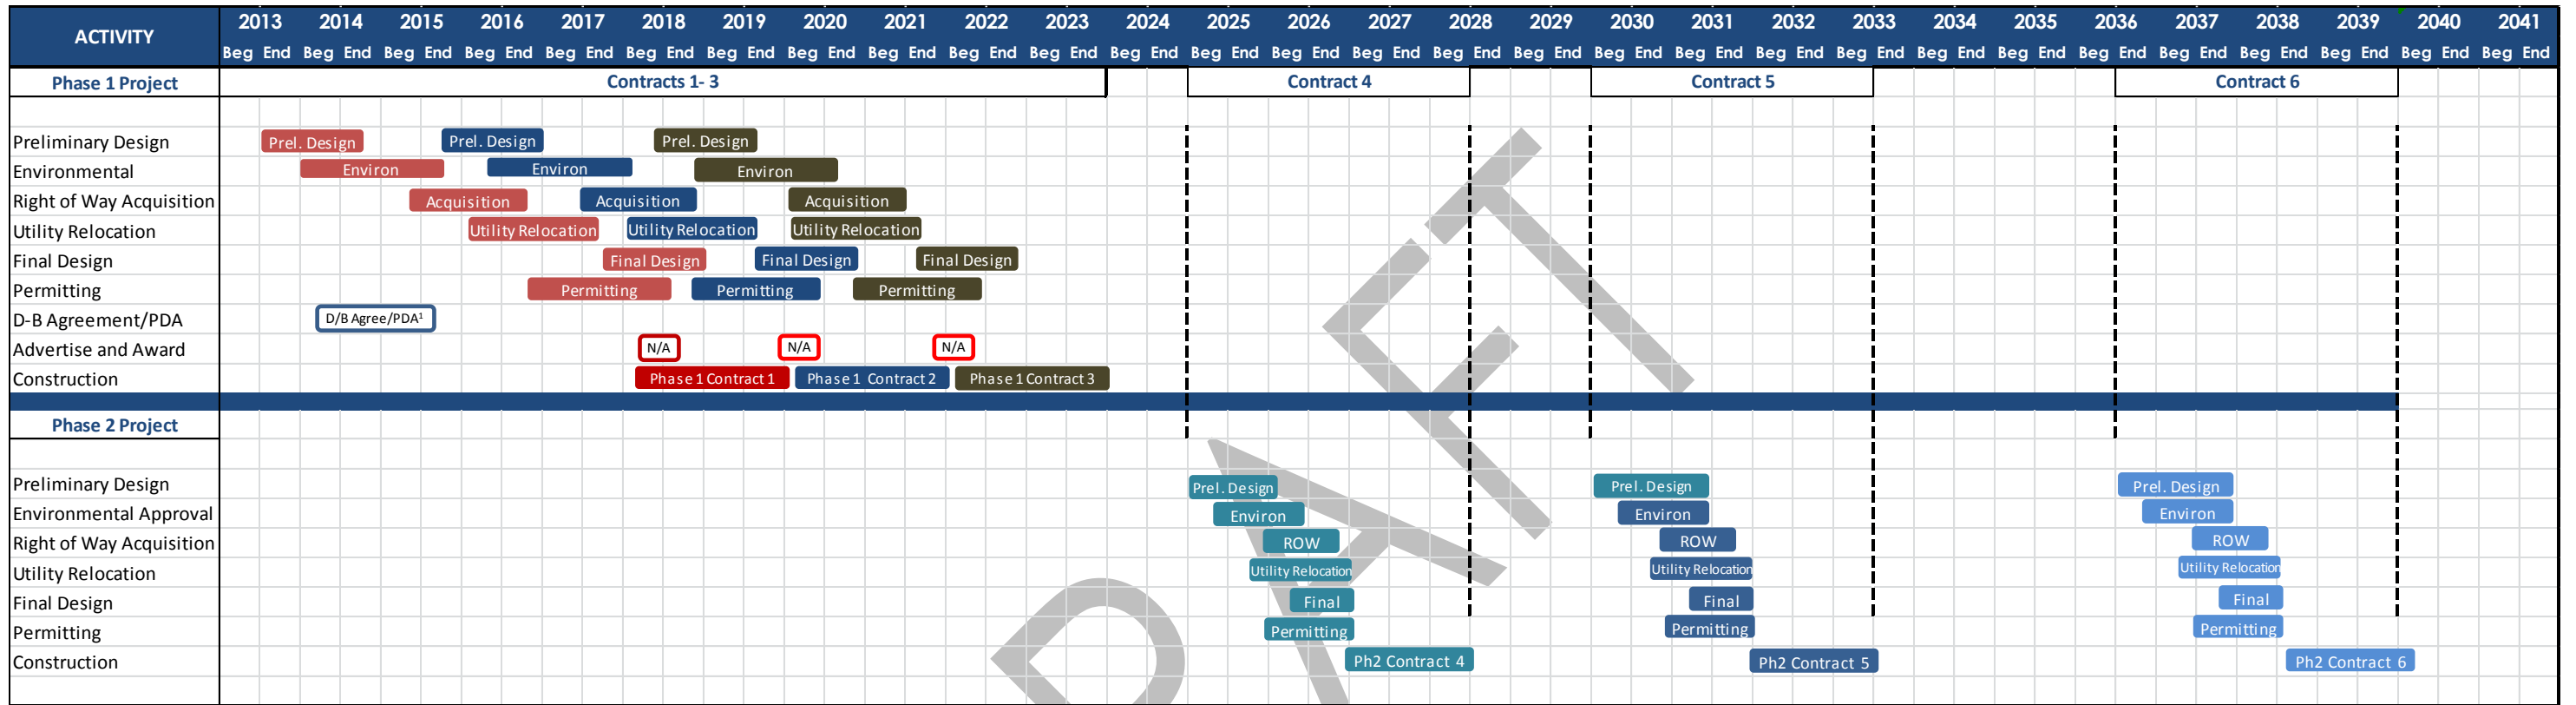 ACTIVITY
2013 2014 2015 2016 2017 2018 2019 2020 2021 2022 2023 2024 2025 2026 2027 2028 2029 2030 2031 2032 2033 2034 2035 2036 2037 2038 2039 2040 2041
Beg End Beg End Beg End Beg End Beg End Beg End Beg End Beg End Beg End Beg End Beg End Beg End Beg End Beg End Beg End Beg End Beg End Beg End Beg End Beg End Beg End Beg End Beg End Beg End Beg End Beg End Beg End Beg End Beg End
Phase 1 Project Contracts 1- 3 Contract 4 Contract 5 Contract 6
Preliminary Design Prel. Design Prel. Design Prel. Design
Environmental Environ Environ Environ
Right of Way Acquisition Acquisition Acquisition Acquisition
Utility Relocation Utility Relocation Utility Relocation Utility Relocation
Final Design Final Design Final Design Final Design
Permitting Permitting Permitting Permitting
D-B Agreement/PDA D/B Agree/PDA¹
Advertise and Award N/A N/A N/A
Construction Phase 1 Contract 1 Phase 1 Contract 2 Phase 1 Contract 3
Phase 2 Project
Preliminary Design Prel. Design Prel. Design Prel. Design
Environmental Approval Environ Environ Environ
Right of Way Acquisition ROW ROW ROW
Utility Relocation Utility Relocation Utility Relocation Utility Relocation
Final Design Final Final Final
Permitting Permitting Permitting Permitting
Construction Ph2 Contract 4 Ph2 Contract 5 Ph2 Contract 6
DRAFT